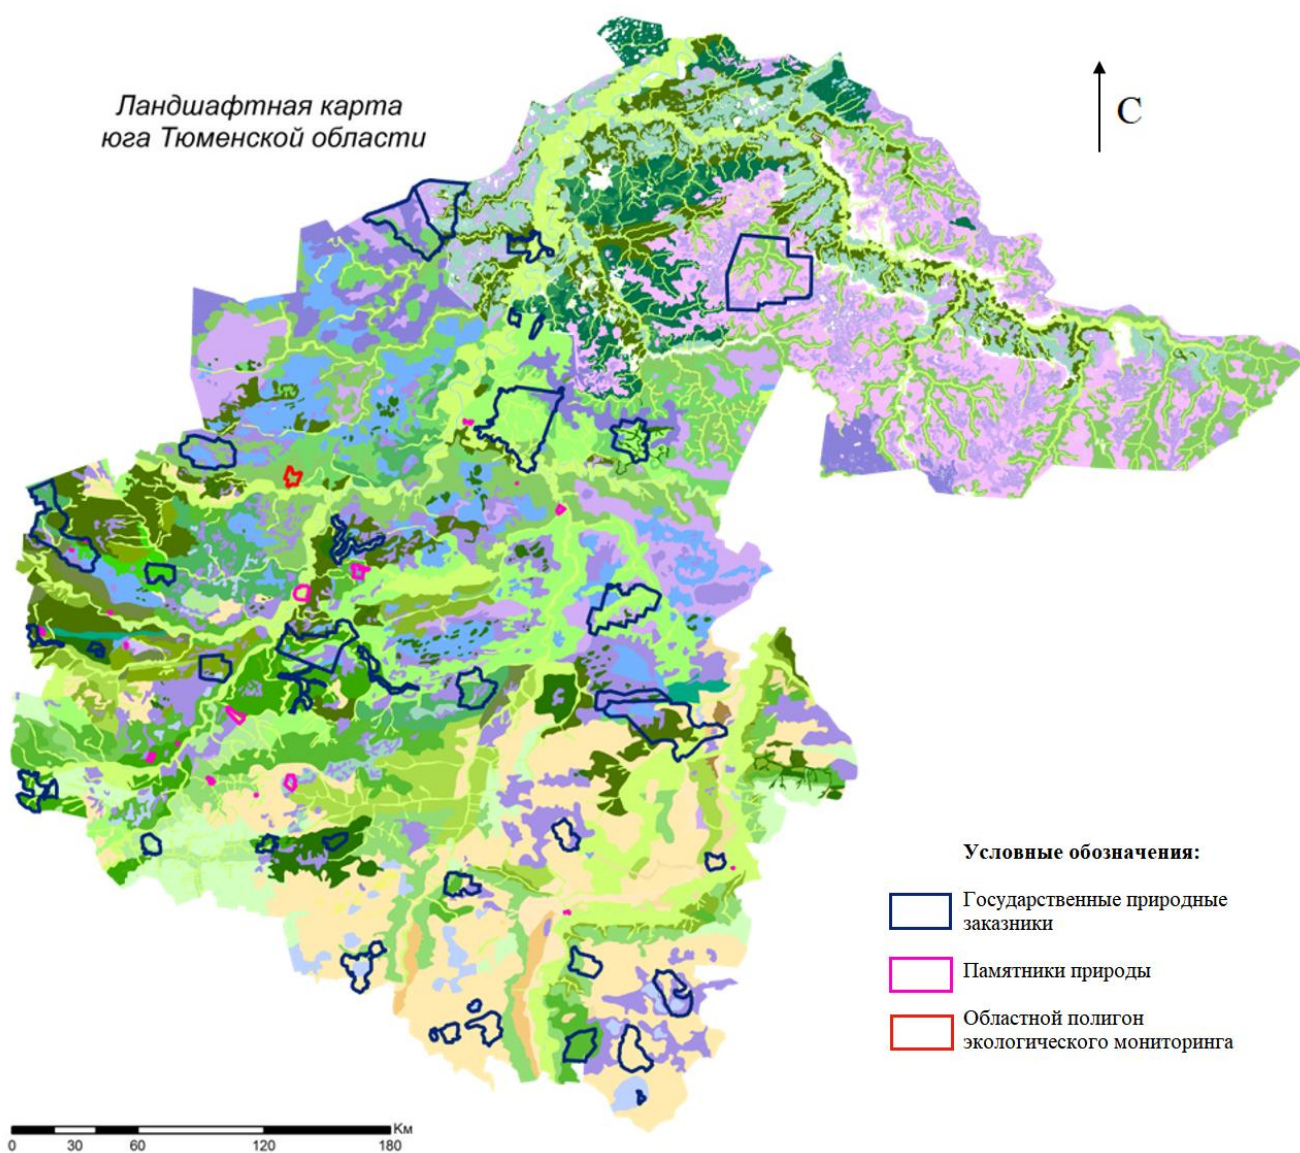 Ландшафтная карта
юга Тюменской области
С
Условные обозначения:
Государственные природные
заказники
Памятники природы
Областной полигон
экологического мониторинга
Км
0 30 60 120 180